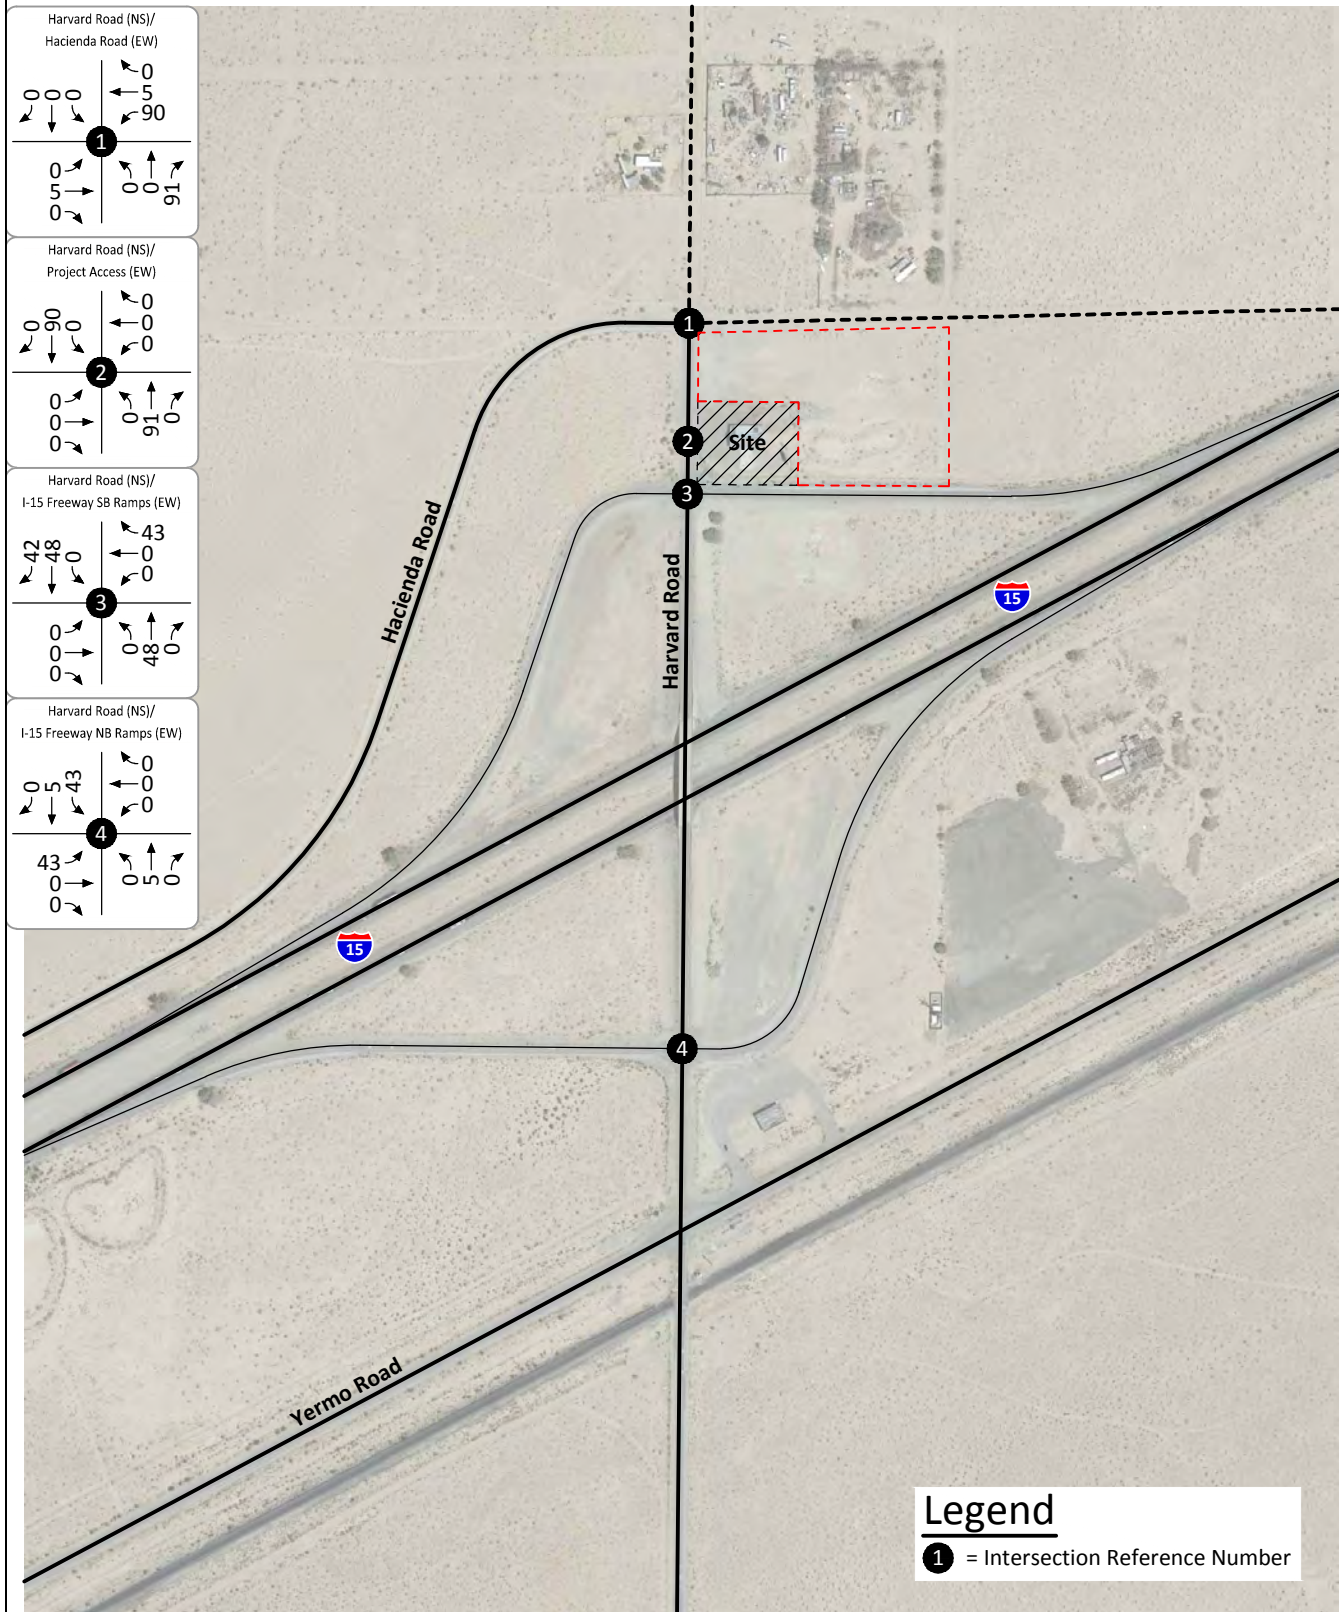 Harvard Road (NS)/
Hacienda Road (EW)
0
0 0 0
5
90
1
0
5
0
0 0 91
Harvard Road (NS)/
Project Access (EW)
0
0 90 0
0
0
2
0
0
0
0 91 0
Harvard Road (NS)/
I-15 Freeway SB Ramps (EW)
43
42 48 0
0
0
3
0
0
0
0 48 0
Harvard Road (NS)/
I-15 Freeway NB Ramps (EW)
0
0 5 43
0
0
4
43
0
0
0 5 0
1
2
Site
3
Hacienda Road
Harvard Road
15
15
4
Yermo Road
Legend
1 = Intersection Reference Number